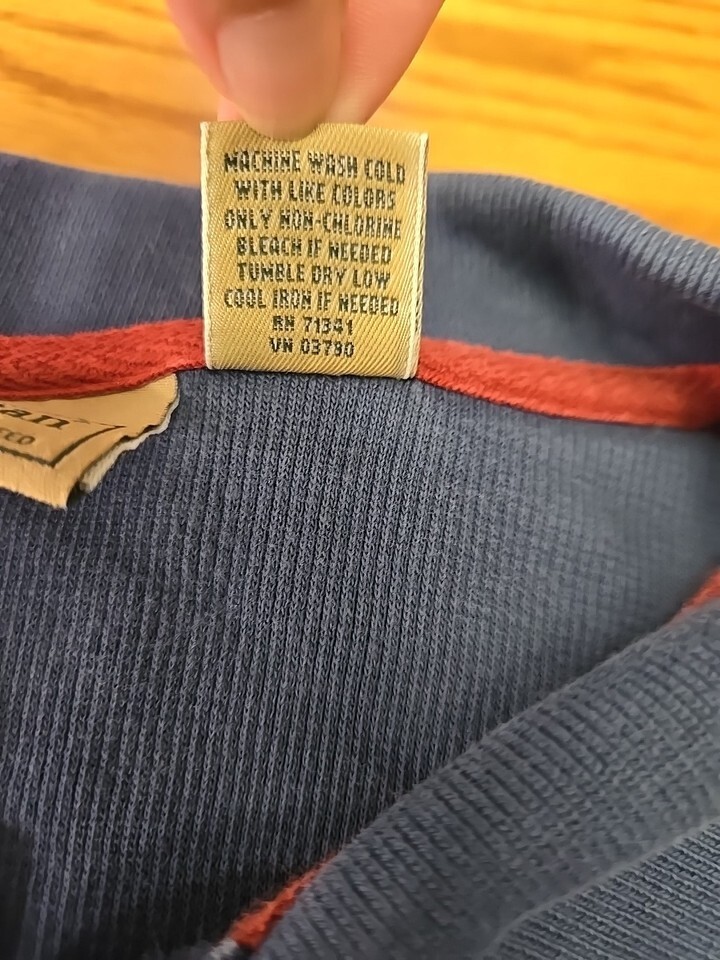 MACHINE WASH COLD
WITH LIKE COLORS
ONLY NON-CHLORINE
BLEACH IF NEEDED
TUMBLE DRY LOW
COOL IRON IF NEEDED
RN 71341
VN 03790